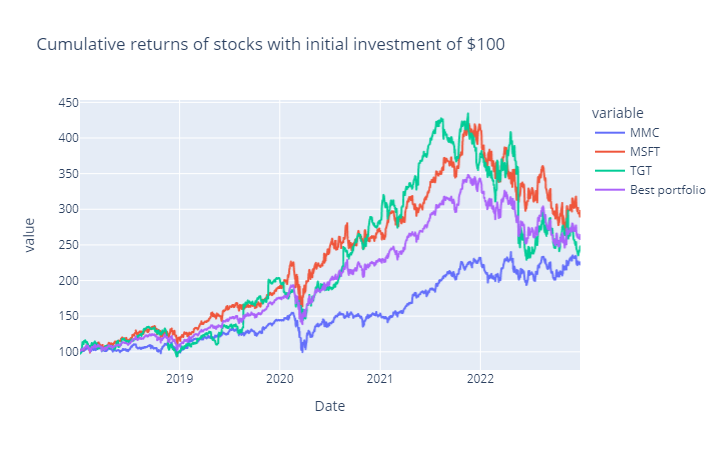 Cumulative returns of stocks with initial investment of $100
variable
MMC
MSFT
TGT
Best portfolio
value
450
400
350
300
250
200
150
100
2019 2020 2021 2022
Date